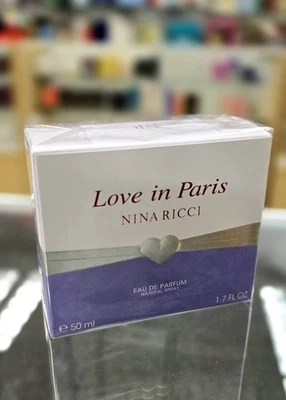 Love in Paris
NINA RICCI
EAU DE PARFUM
NATURAL SPRAY
e 50 ml
1.7 FL OZ